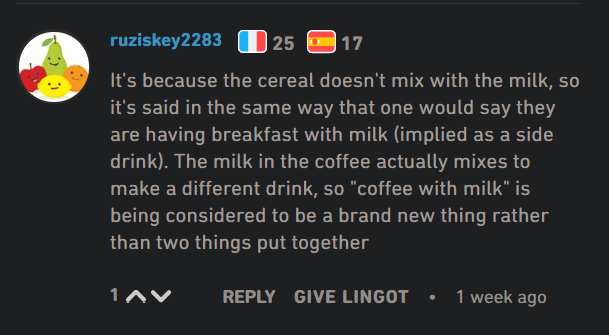 ruziskey2283 25 17
It's because the cereal doesn't mix with the milk, so
it's said in the same way that one would say they
are having breakfast with milk (implied as a side
drink). The milk in the coffee actually mixes to
make a different drink, so "coffee with milk" is
being considered to be a brand new thing rather
than two things put together
1 REPLY GIVE LINGOT • 1 week ago